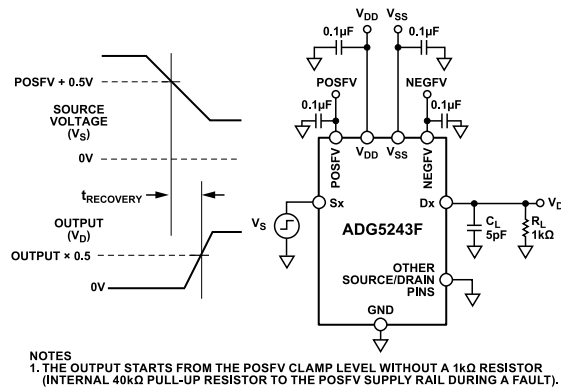 POSFV + 0.5V
SOURCE
VOLTAGE
(VS)
0V
tRECOVERY
OUTPUT
(VD)
OUTPUT × 0.5
0V
VDD
VSS
0.1µF
0.1µF
POSFV
NEGFV
0.1µF
0.1µF
POSFV
VDD
VSS
NEGFV
VS
Sx
Dx
VD
ADG5243F
CL
5pF
RL
1kΩ
OTHER
SOURCE/DRAIN
PINS
GND
NOTES
1. THE OUTPUT STARTS FROM THE POSFV CLAMP LEVEL WITHOUT A 1kΩ RESISTOR
(INTERNAL 40kΩ PULL-UP RESISTOR TO THE POSFV SUPPLY RAIL DURING A FAULT).